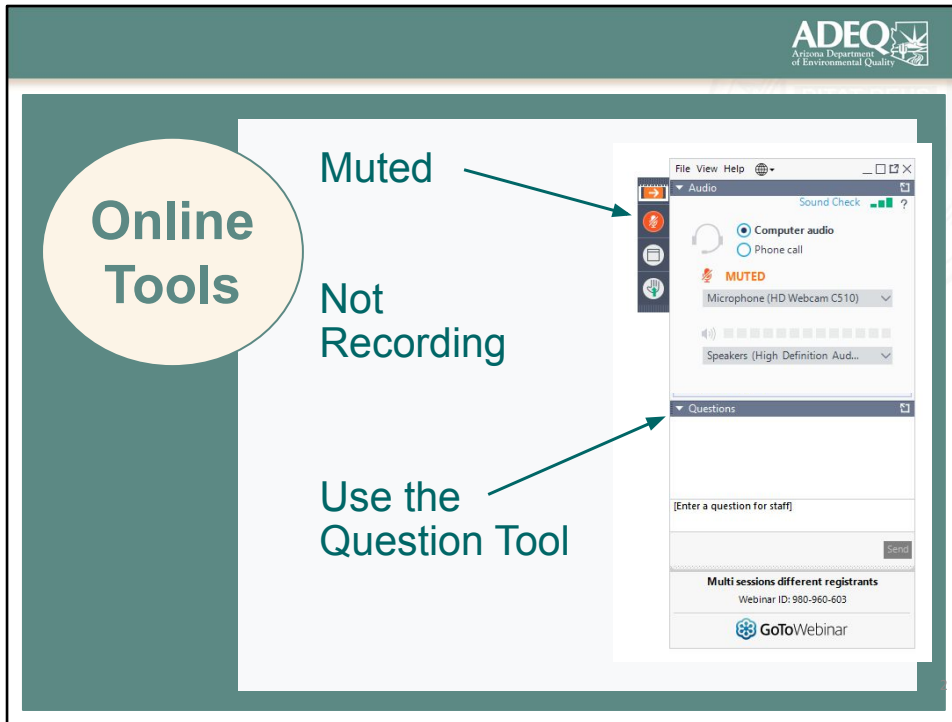 ADEQ
Arizona Department
of Environmental Quality
Online
Tools
Muted
Not
Recording
Use the
Question Tool
File View Help
Audio
Sound Check ?
Computer audio
Phone call
MUTED
Microphone (HD Webcam C510)
Speakers (High Definition Aud...
Questions
[Enter a question for staff]
Send
Multi sessions different registrants
Webinar ID: 980-960-603
GoToWebinar